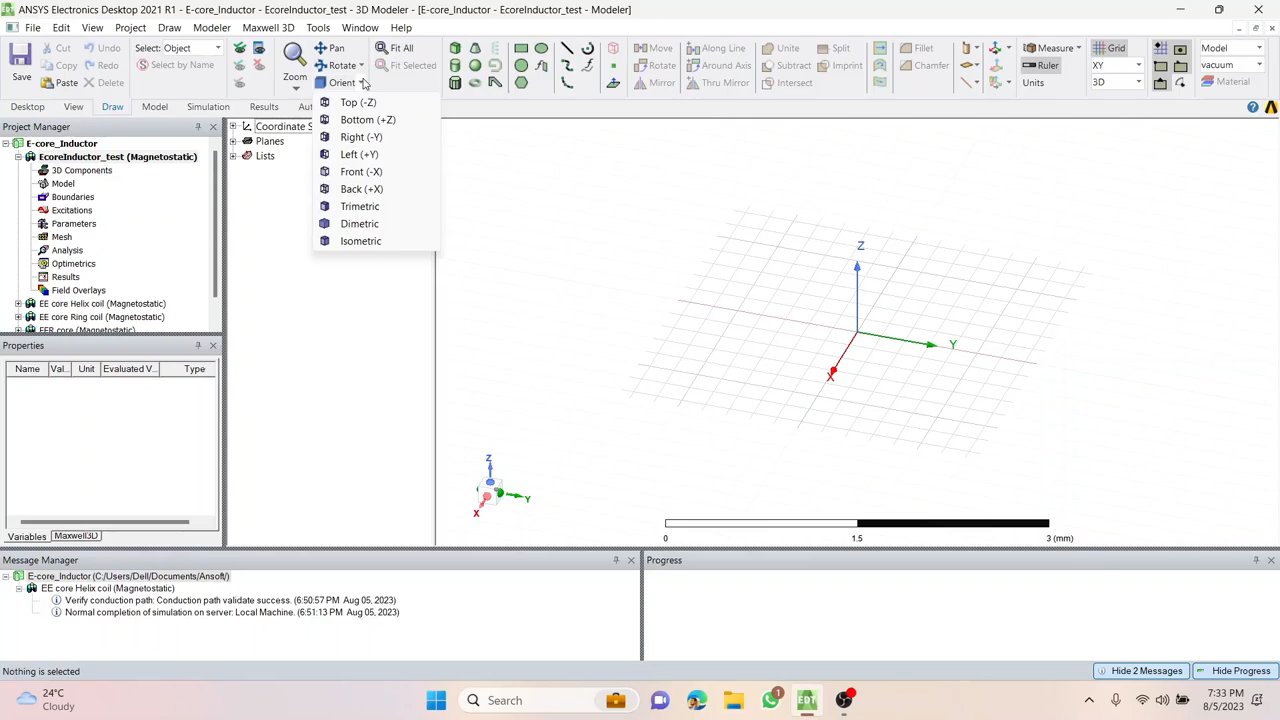 ANSYS Electronics Desktop 2021 R1 - E-core_Inductor - EcoreInductor_test - 3D Modeler - [E-core_Inductor - EcoreInductor_test - Modeler]
File Edit View Project Draw Modeler Maxwell 3D Tools Window Help
Save
Cut
Copy
Paste
Undo
Redo
Delete
Select: Object
Select by Name
Zoom
Pan
Rotate
Orient
Fit All
Fit Selected
Move
Rotate
Mirror
Along Line
Around Axis
Thru Mirror
Unite
Subtract
Intersect
Split
Imprint
Fillet
Chamfer
Measure
Ruler
Units
Grid
XY
3D
Model
vacuum
Material
Desktop View Draw Model Simulation Results Aut
Top (-Z)
Bottom (+Z)
Right (-Y)
Left (+Y)
Front (-X)
Back (+X)
Trimetric
Dimetric
Isometric
Project Manager
E-core_Inductor
EcoreInductor_test (Magnetostatic)
3D Components
Model
Boundaries
Excitations
Parameters
Mesh
Analysis
Optimetrics
Results
Field Overlays
EE core Helix coil (Magnetostatic)
EE core Ring coil (Magnetostatic)
EER core (Magnetostatic)
Coordinate S
Planes
Lists
Properties
Name Val... Unit Evaluated V... Type
Variables Maxwell3D
Z
Y
X
Z
Y
X
0 1.5 3 (mm)
Message Manager
E-core_Inductor (C:/Users/Dell/Documents/Ansoft/)
EE core Helix coil (Magnetostatic)
Verify conduction path: Conduction path validate success. (6:50:57 PM Aug 05, 2023)
Normal completion of simulation on server: Local Machine. (6:51:13 PM Aug 05, 2023)
Progress
Nothing is selected
Hide 2 Messages
Hide Progress
24°C
Cloudy
Search
1
EDT
7:33 PM
8/5/2023